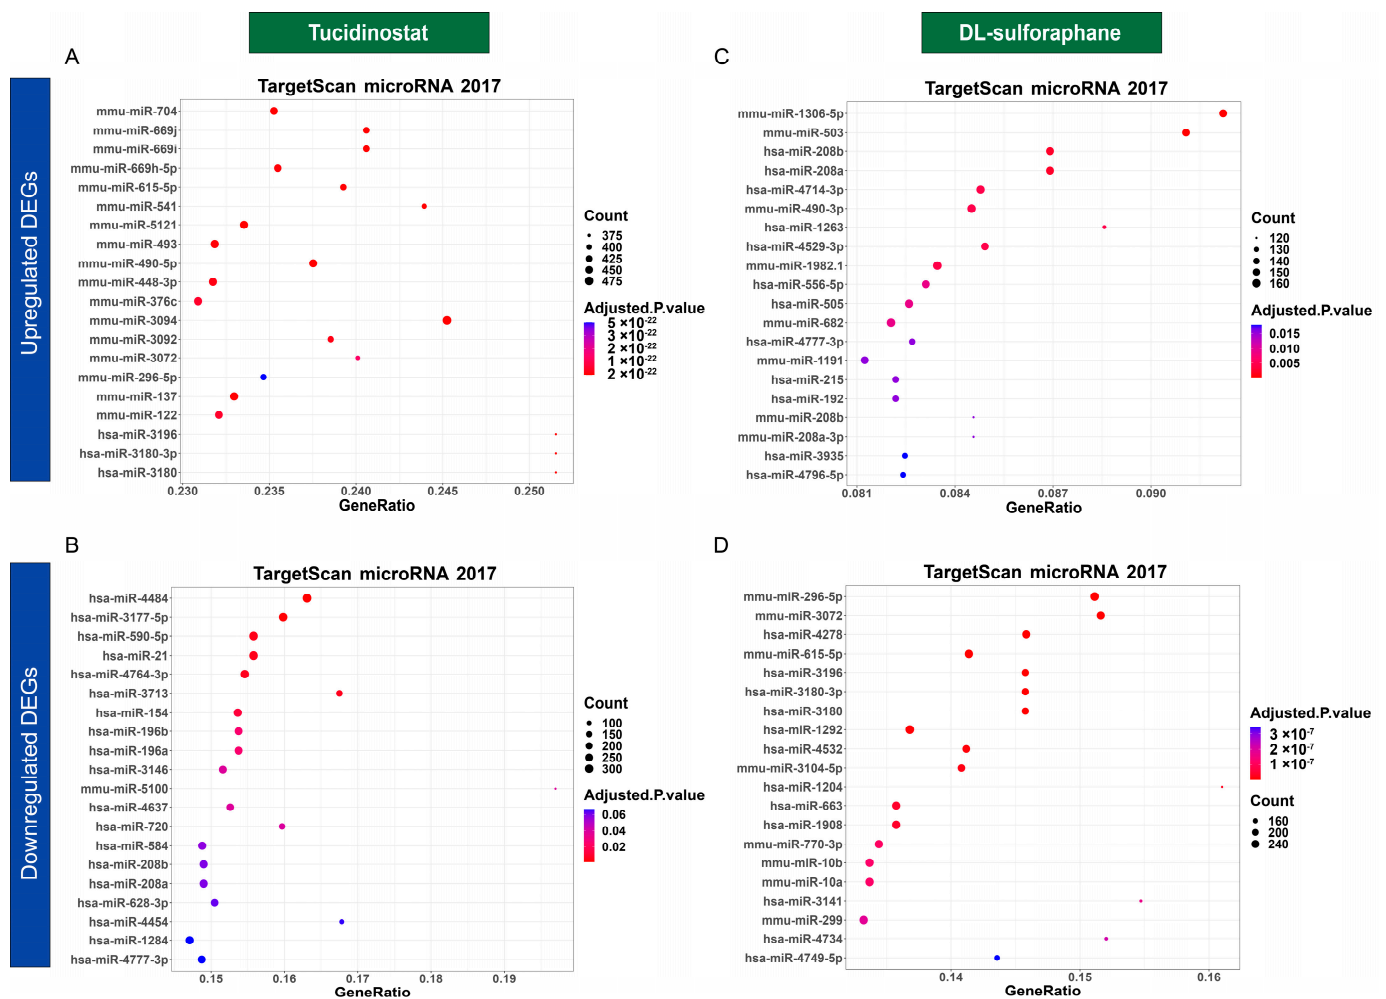 Tucidinostat
DL-sulforaphane
Upregulated DEGs
Downregulated DEGs
A
TargetScan microRNA 2017
mmu-miR-704
mmu-miR-669j
mmu-miR-669i
mmu-miR-669h-5p
mmu-miR-615-5p
mmu-miR-541
mmu-miR-5121
mmu-miR-493
mmu-miR-490-5p
mmu-miR-448-3p
mmu-miR-376c
mmu-miR-3094
mmu-miR-3092
mmu-miR-3072
mmu-miR-296-5p
mmu-miR-137
mmu-miR-122
hsa-miR-3196
hsa-miR-3180-3p
hsa-miR-3180
0.230 0.235 0.240 0.245 0.250
GeneRatio
Count
375
400
425
450
475
Adjusted.P.value
5 ×10-22
3 ×10-22
2 ×10-22
1 ×10-22
2 ×10-22
C
TargetScan microRNA 2017
mmu-miR-1306-5p
mmu-miR-503
hsa-miR-208b
hsa-miR-208a
hsa-miR-4714-3p
mmu-miR-490-3p
hsa-miR-1263
hsa-miR-4529-3p
mmu-miR-1982.1
hsa-miR-556-5p
hsa-miR-505
mmu-miR-682
hsa-miR-4777-3p
mmu-miR-1191
hsa-miR-215
hsa-miR-192
mmu-miR-208b
mmu-miR-208a-3p
hsa-miR-3935
hsa-miR-4796-5p
0.081 0.084 0.087 0.090
GeneRatio
Count
120
130
140
150
160
Adjusted.P.value
0.015
0.010
0.005
B
TargetScan microRNA 2017
hsa-miR-4484
hsa-miR-3177-5p
hsa-miR-590-5p
hsa-miR-21
hsa-miR-4764-3p
hsa-miR-3713
hsa-miR-154
hsa-miR-196b
hsa-miR-196a
hsa-miR-3146
mmu-miR-5100
hsa-miR-4637
hsa-miR-720
hsa-miR-584
hsa-miR-208b
hsa-miR-208a
hsa-miR-628-3p
hsa-miR-4454
hsa-miR-1284
hsa-miR-4777-3p
0.15 0.16 0.17 0.18 0.19
GeneRatio
Count
100
150
200
250
300
Adjusted.P.value
0.06
0.04
0.02
D
TargetScan microRNA 2017
mmu-miR-296-5p
mmu-miR-3072
hsa-miR-4278
mmu-miR-615-5p
hsa-miR-3196
hsa-miR-3180-3p
hsa-miR-3180
hsa-miR-1292
hsa-miR-4532
mmu-miR-3104-5p
hsa-miR-1204
hsa-miR-663
hsa-miR-1908
mmu-miR-770-3p
mmu-miR-10b
mmu-miR-10a
hsa-miR-3141
mmu-miR-299
hsa-miR-4734
hsa-miR-4749-5p
0.14 0.15 0.16
GeneRatio
Adjusted.P.value
3 ×10-7
2 ×10-7
1 ×10-7
Count
160
200
240